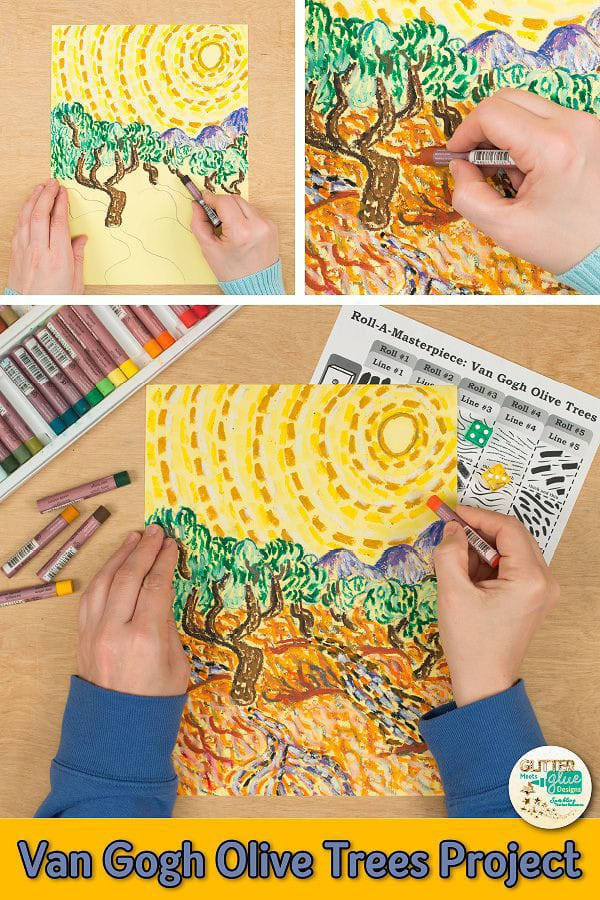 Roll-A-Masterpiece: Van Gogh Olive Trees
Roll #1
Roll #2
Roll #3
Roll #4
Roll #5
Line #1
Line #3
Line #4
Line #5
GLITTER
Meets
glue
Designs
Van Gogh Olive Trees Project